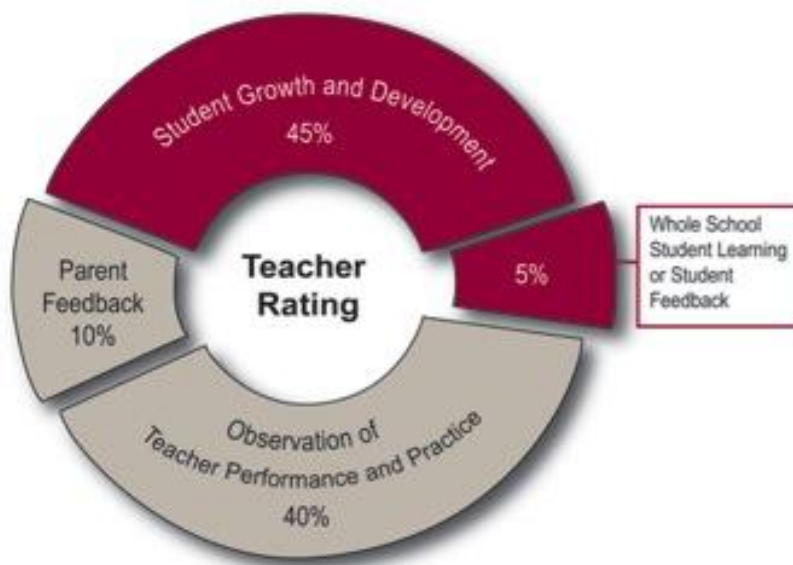 Student Growth and Development
45%
Parent
Feedback
10%
Teacher
Rating
5%
Whole School
Student Learning
or Student
Feedback
Observation of
Teacher Performance and Practice
40%